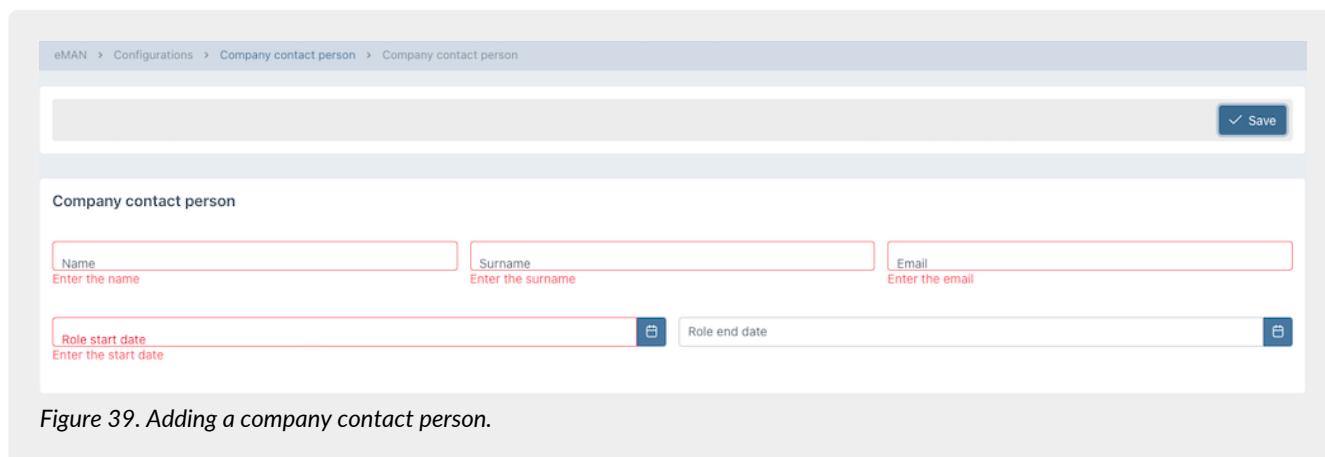 eMAN > Configurations > Company contact person > Company contact person
Save
Company contact person
Name Surname Email
Enter the name Enter the surname Enter the email
Role start date Role end date
Enter the start date
Figure 39. Adding a company contact person.